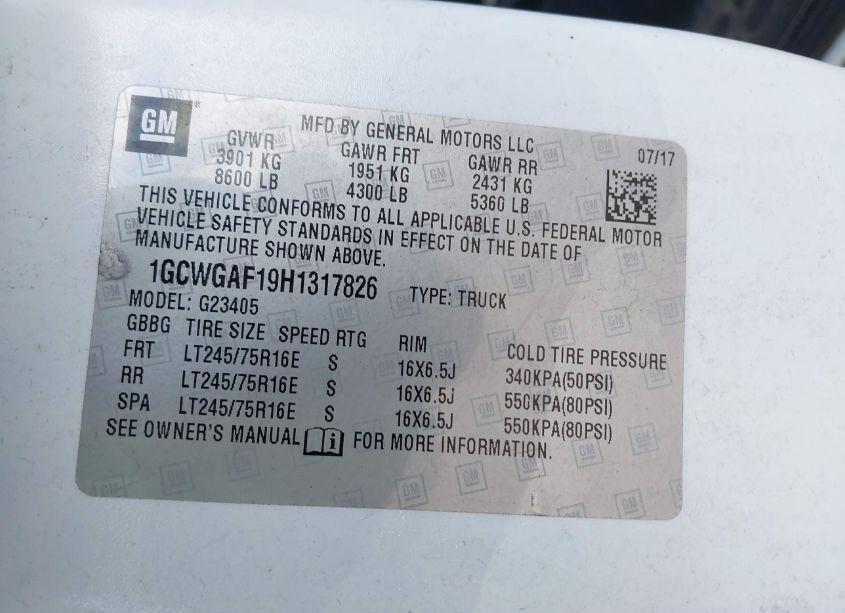 GM
MFD BY GENERAL MOTORS LLC
07/17
GVWR GAWR FRT GAWR RR
3901 KG 1951 KG 2431 KG
8600 LB 4300 LB 5360 LB
THIS VEHICLE CONFORMS TO ALL APPLICABLE U.S. FEDERAL MOTOR
VEHICLE SAFETY STANDARDS IN EFFECT ON THE DATE OF
MANUFACTURE SHOWN ABOVE.
1GCWGAF19H1317826 TYPE: TRUCK
MODEL: G23405
GBBG TIRE SIZE SPEED RTG RIM COLD TIRE PRESSURE
FRT LT245/75R16E S 16X6.5J 340KPA(50PSI)
RR LT245/75R16E S 16X6.5J 550KPA(80PSI)
SPA LT245/75R16E S 16X6.5J 550KPA(80PSI)
SEE OWNER'S MANUAL i FOR MORE INFORMATION.